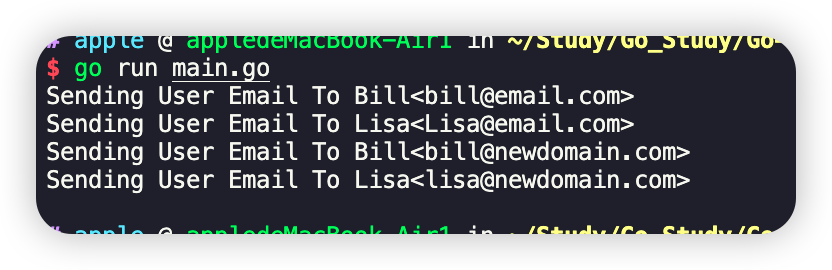 # apple @ appledeMacBook-Air1 in ~/Study/Go_Study/Go-
$ go run main.go
Sending User Email To Bill<bill@email.com>
Sending User Email To Lisa<Lisa@email.com>
Sending User Email To Bill<bill@newdomain.com>
Sending User Email To Lisa<lisa@newdomain.com>
# apple @ appledeMacBook-Air1 in ~/Study/Go_Study/Go-